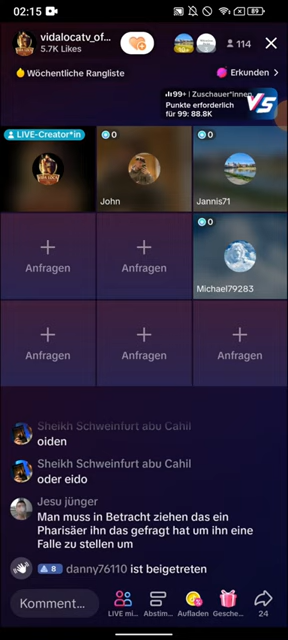 02:15
89
vidalocatv_of...
5.7K Likes
114
Wöchentliche Rangliste
Erkunden >
99+ | Zuschauer*innen
Punkte erforderlich
für 99: 88.8K
VS
LIVE-Creator*in
0
0
John
Jannis71
0
Anfragen
Anfragen
Michael79283
Anfragen
Anfragen
Anfragen
Sheikh Schweinfurt abu Cahil
oiden
Sheikh Schweinfurt abu Cahil
oder eido
Jesu jünger
Man muss in Betracht ziehen das ein
Pharisäer ihn das gefragt hat um ihn eine
Falle zu stellen um
8 danny76110 ist beigetreten
Komment...
LIVE mi...
Abstim...
Aufladen
Gesche...
24